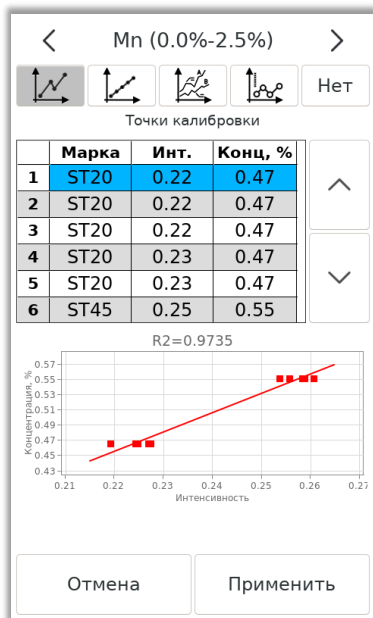 Mn (0.0%-2.5%)
A/
B
Нет
Точки калибровки
Марка Инт. Конц, %
1 ST20 0.22 0.47
2 ST20 0.22 0.47
3 ST20 0.22 0.47
4 ST20 0.23 0.47
5 ST20 0.23 0.47
6 ST45 0.25 0.55
R2=0.9735
Концентрация, %
0.57
0.55
0.53
0.51
0.49
0.47
0.45
0.43
0.21 0.22 0.23 0.24 0.25 0.26 0.27
Интенсивность
Отмена Применить